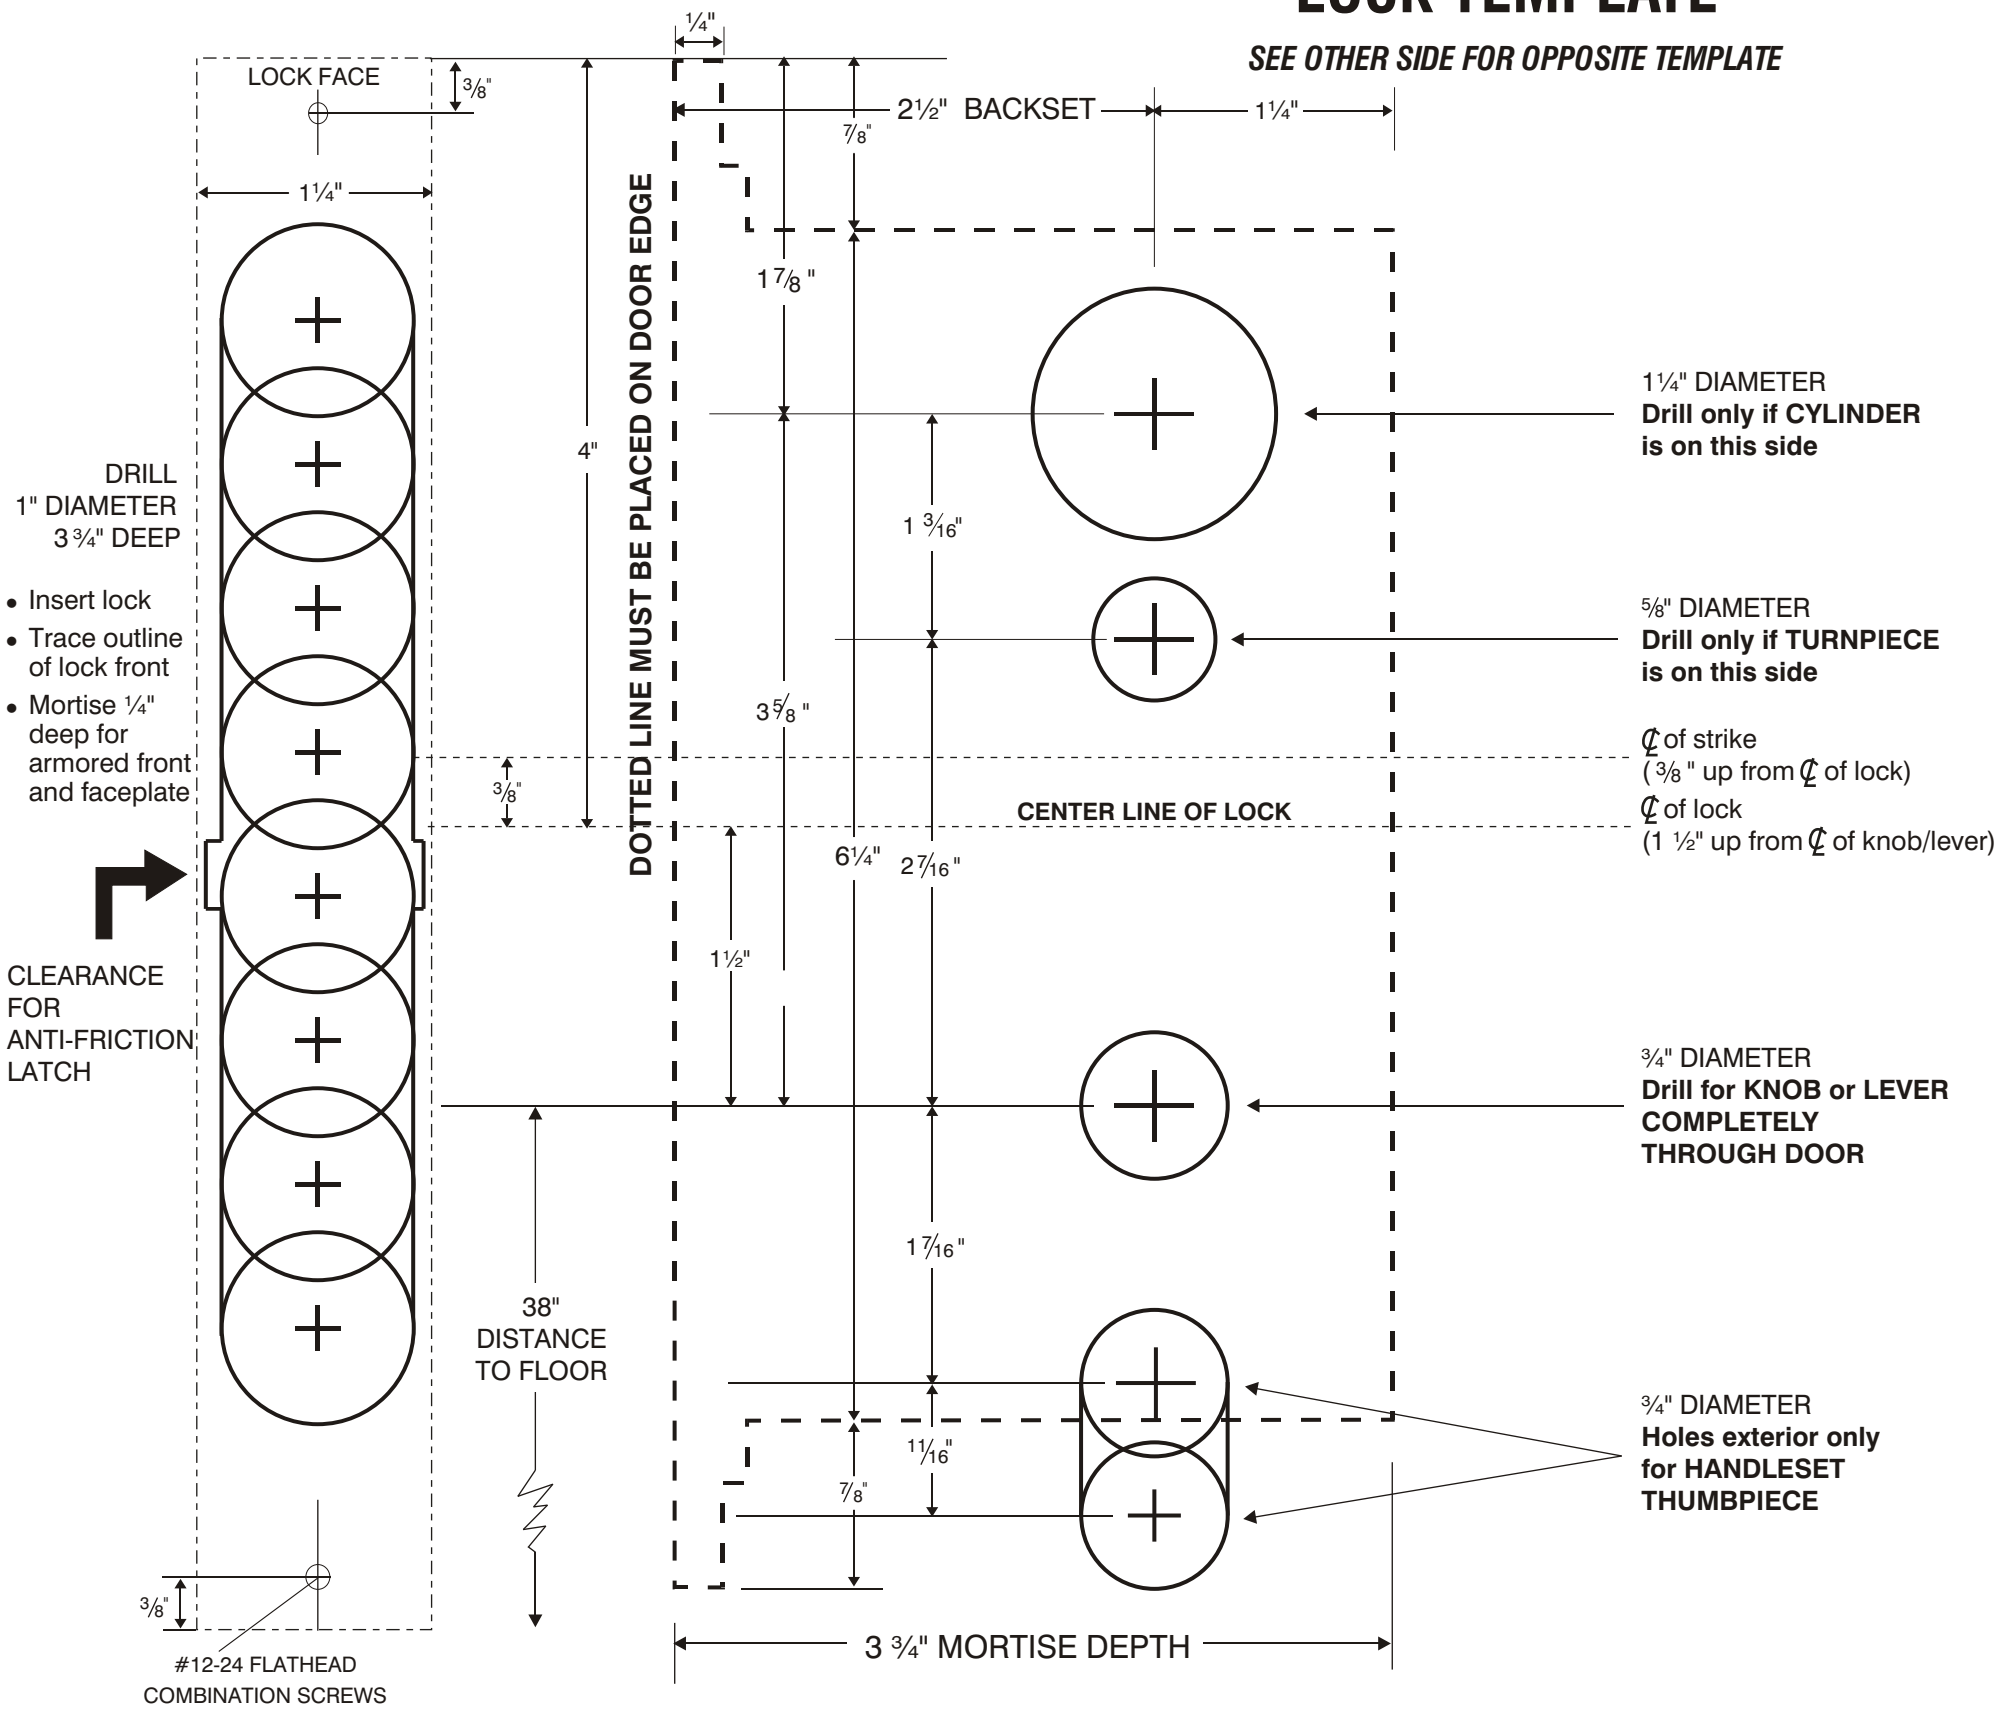 LOCK TEMPLATE
SEE OTHER SIDE FOR OPPOSITE TEMPLATE
¼"
LOCK FACE
⅜"
2½" BACKSET
1¼"
⅞"
1¼"
1⅞"
DOTTED LINE MUST BE PLACED ON DOOR EDGE
4"
1¼" DIAMETER
Drill only if CYLINDER
is on this side
DRILL
1" DIAMETER
3¾" DEEP
1 3/16"
• Insert lock
• Trace outline
of lock front
• Mortise ¼"
deep for
armored front
and faceplate
⅝" DIAMETER
Drill only if TURNPIECE
is on this side
3⅝"
⅜"
℄ of strike
(⅜" up from ℄ of lock)
CENTER LINE OF LOCK
℄ of lock
(1 ½" up from ℄ of knob/lever)
6¼"
2 7/16"
1½"
CLEARANCE
FOR
ANTI-FRICTION
LATCH
¾" DIAMETER
Drill for KNOB or LEVER
COMPLETELY
THROUGH DOOR
1 7/16"
38"
DISTANCE
TO FLOOR
¾" DIAMETER
Holes exterior only
for HANDLESET
THUMBPIECE
11/16"
⅞"
⅜"
3 ¾" MORTISE DEPTH
#12-24 FLATHEAD
COMBINATION SCREWS